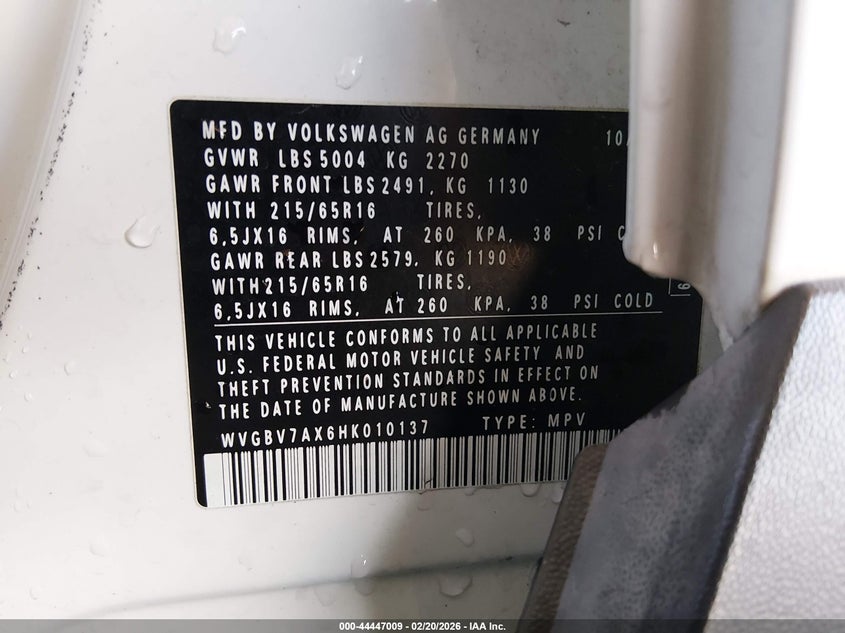 MFD BY VOLKSWAGEN AG GERMANY 10/
GVWR LBS 5004 KG 2270
GAWR FRONT LBS 2491, KG 1130
WITH 215/65R16 TIRES,
6,5JX16 RIMS, AT 260 KPA, 38 PSI C
GAWR REAR LBS 2579, KG 1190
WITH 215/65R16 TIRES,
6,5JX16 RIMS, AT 260 KPA, 38 PSI COLD
THIS VEHICLE CONFORMS TO ALL APPLICABLE
U.S. FEDERAL MOTOR VEHICLE SAFETY AND
THEFT PREVENTION STANDARDS IN EFFECT ON
THE DATE OF MANUFACTURE SHOWN ABOVE.
WVGBV7AX6HK010137 TYPE: MPV
000-44447009 - 02/20/2026 - IAA Inc.